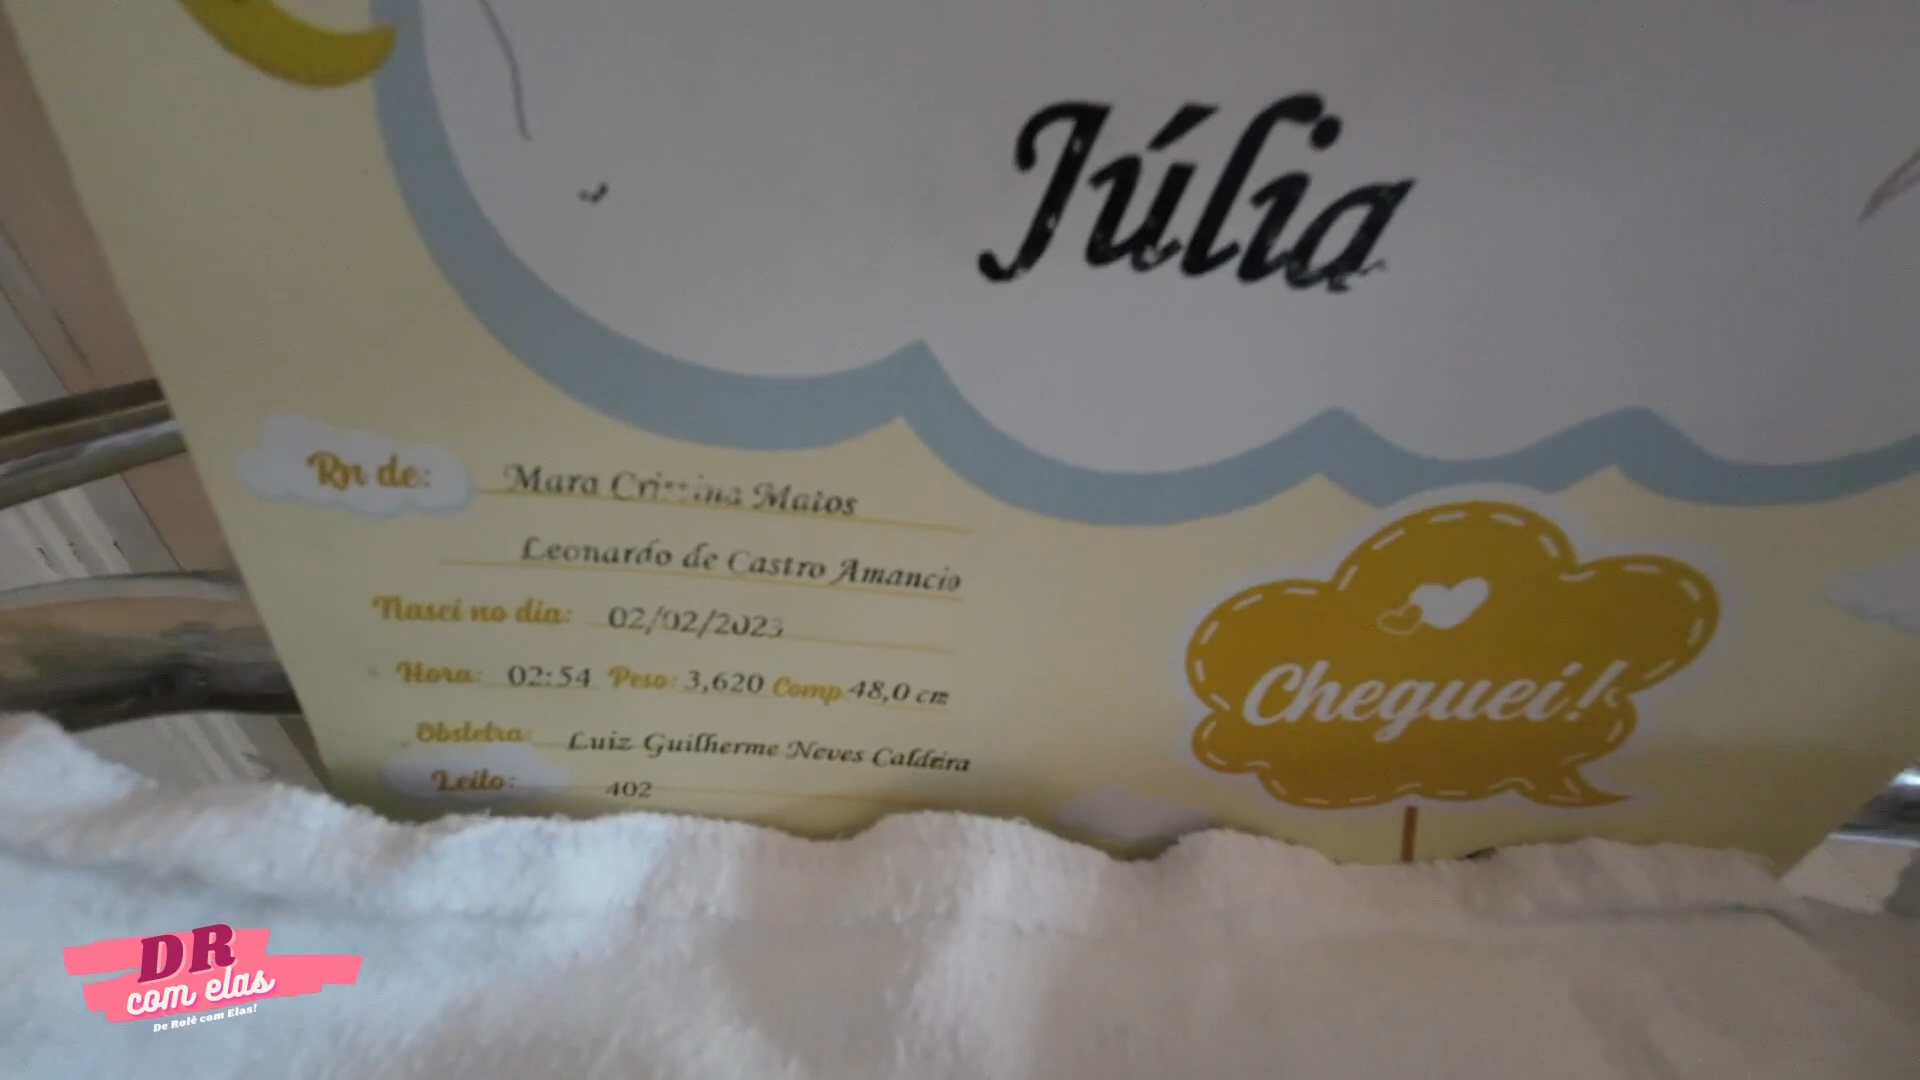 Júlia
Rn de: Mara Cristina Matos
Leonardo de Castro Amancio
Nasci no dia: 02/02/2023
Hora: 02:54 Peso: 3,620 Comp 48,0 cm
Obstetra: Luiz Guilherme Neves Caldeira
Leito: 402
Cheguei!
DR
com elas
De Rolê com Elas!